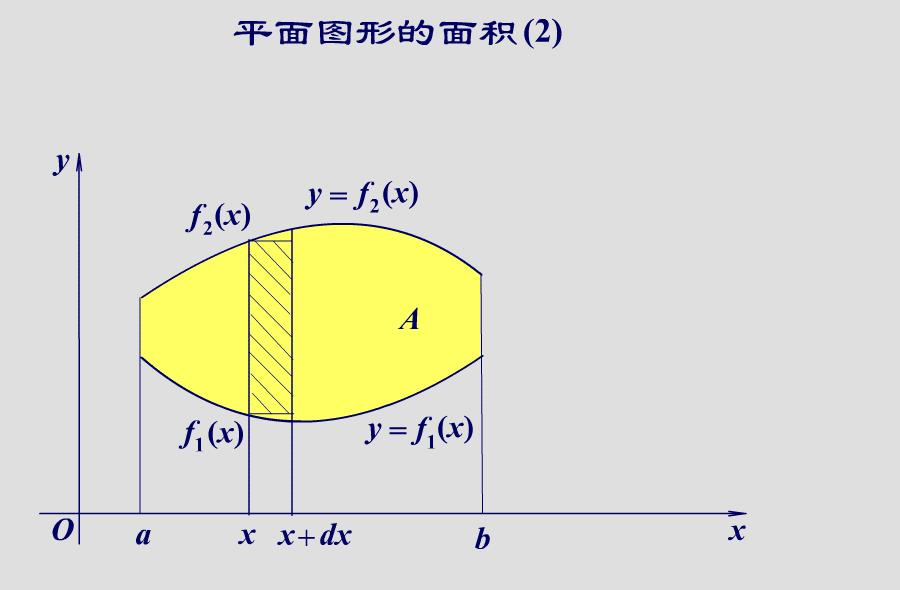 平面图形的面积(2)
y
y = f₂(x)
f₂(x)
A
f₁(x)
y = f₁(x)
O
a
x
x+dx
b
x